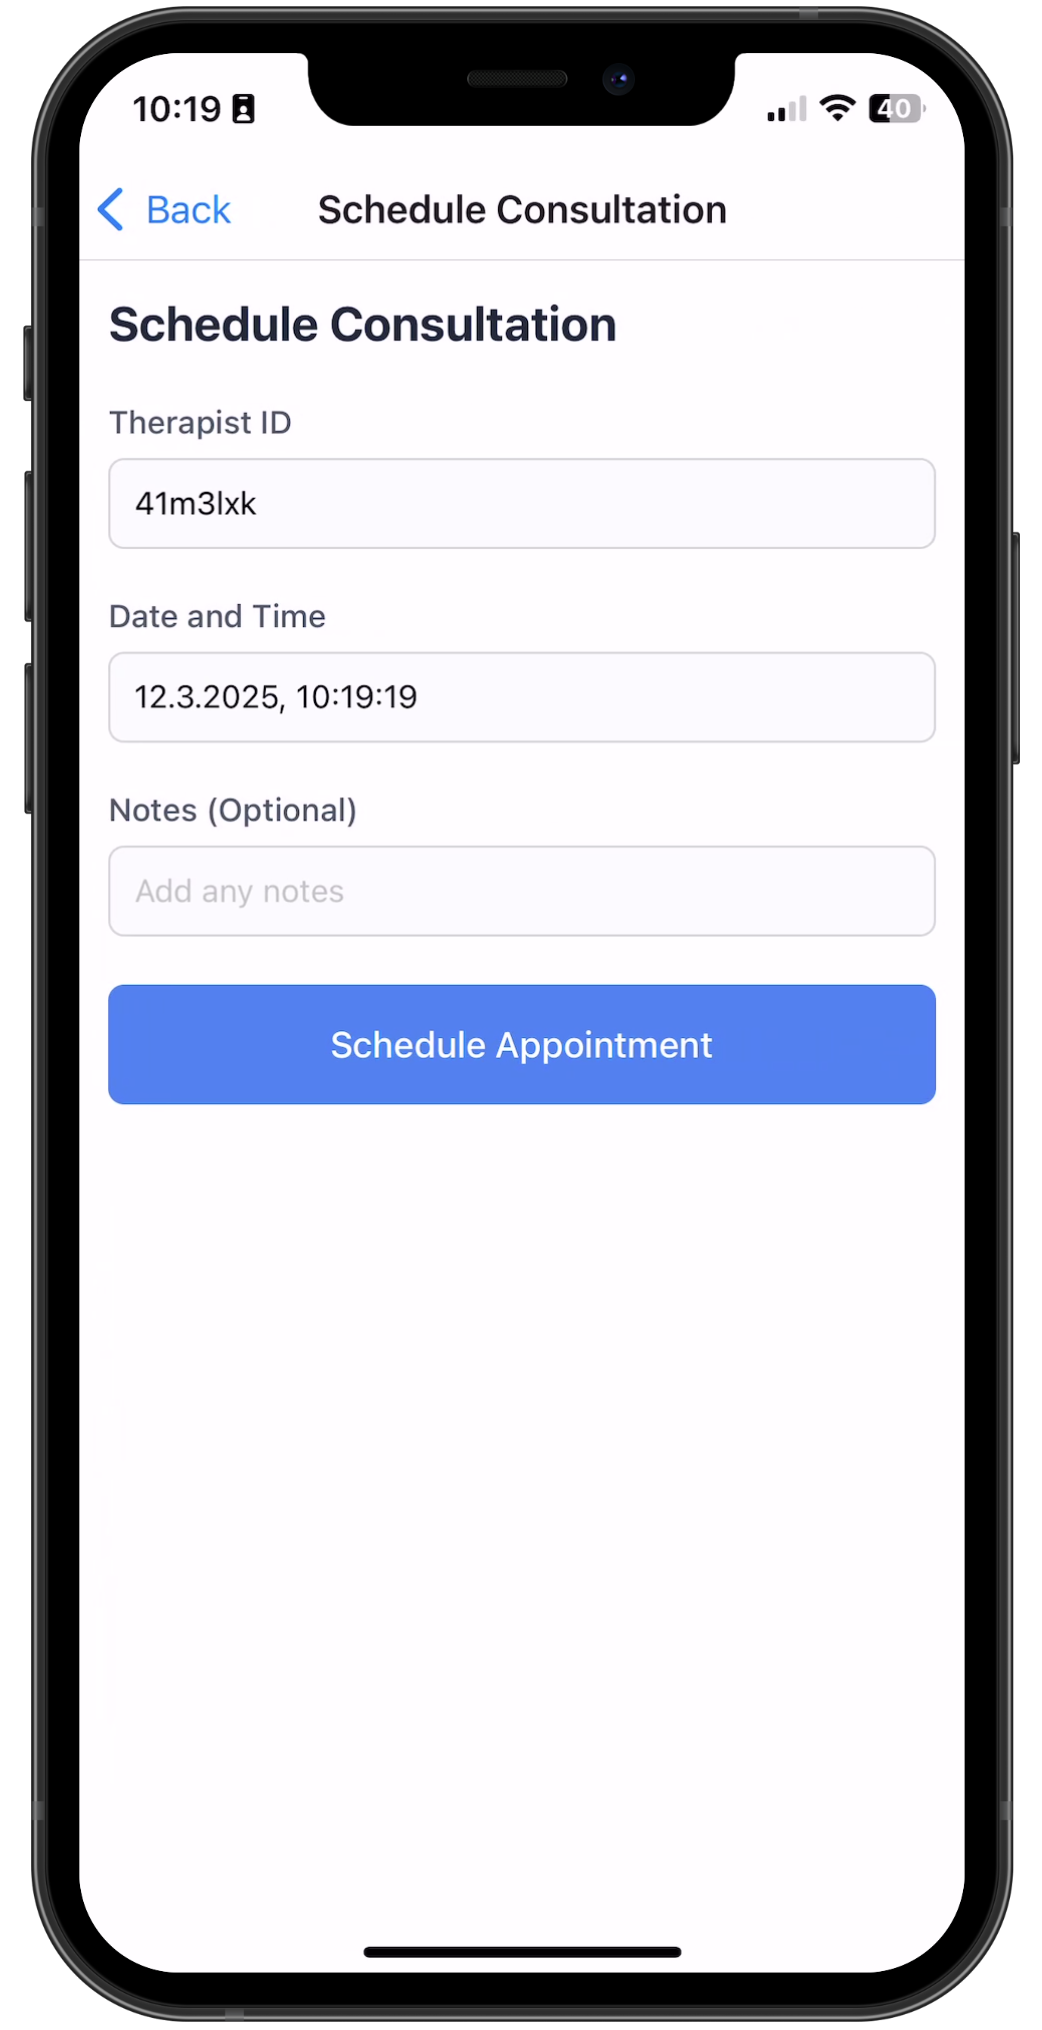 10:19
40
Back
Schedule Consultation
Schedule Consultation
Therapist ID
41m3lxk
Date and Time
12.3.2025, 10:19:19
Notes (Optional)
Add any notes
Schedule Appointment